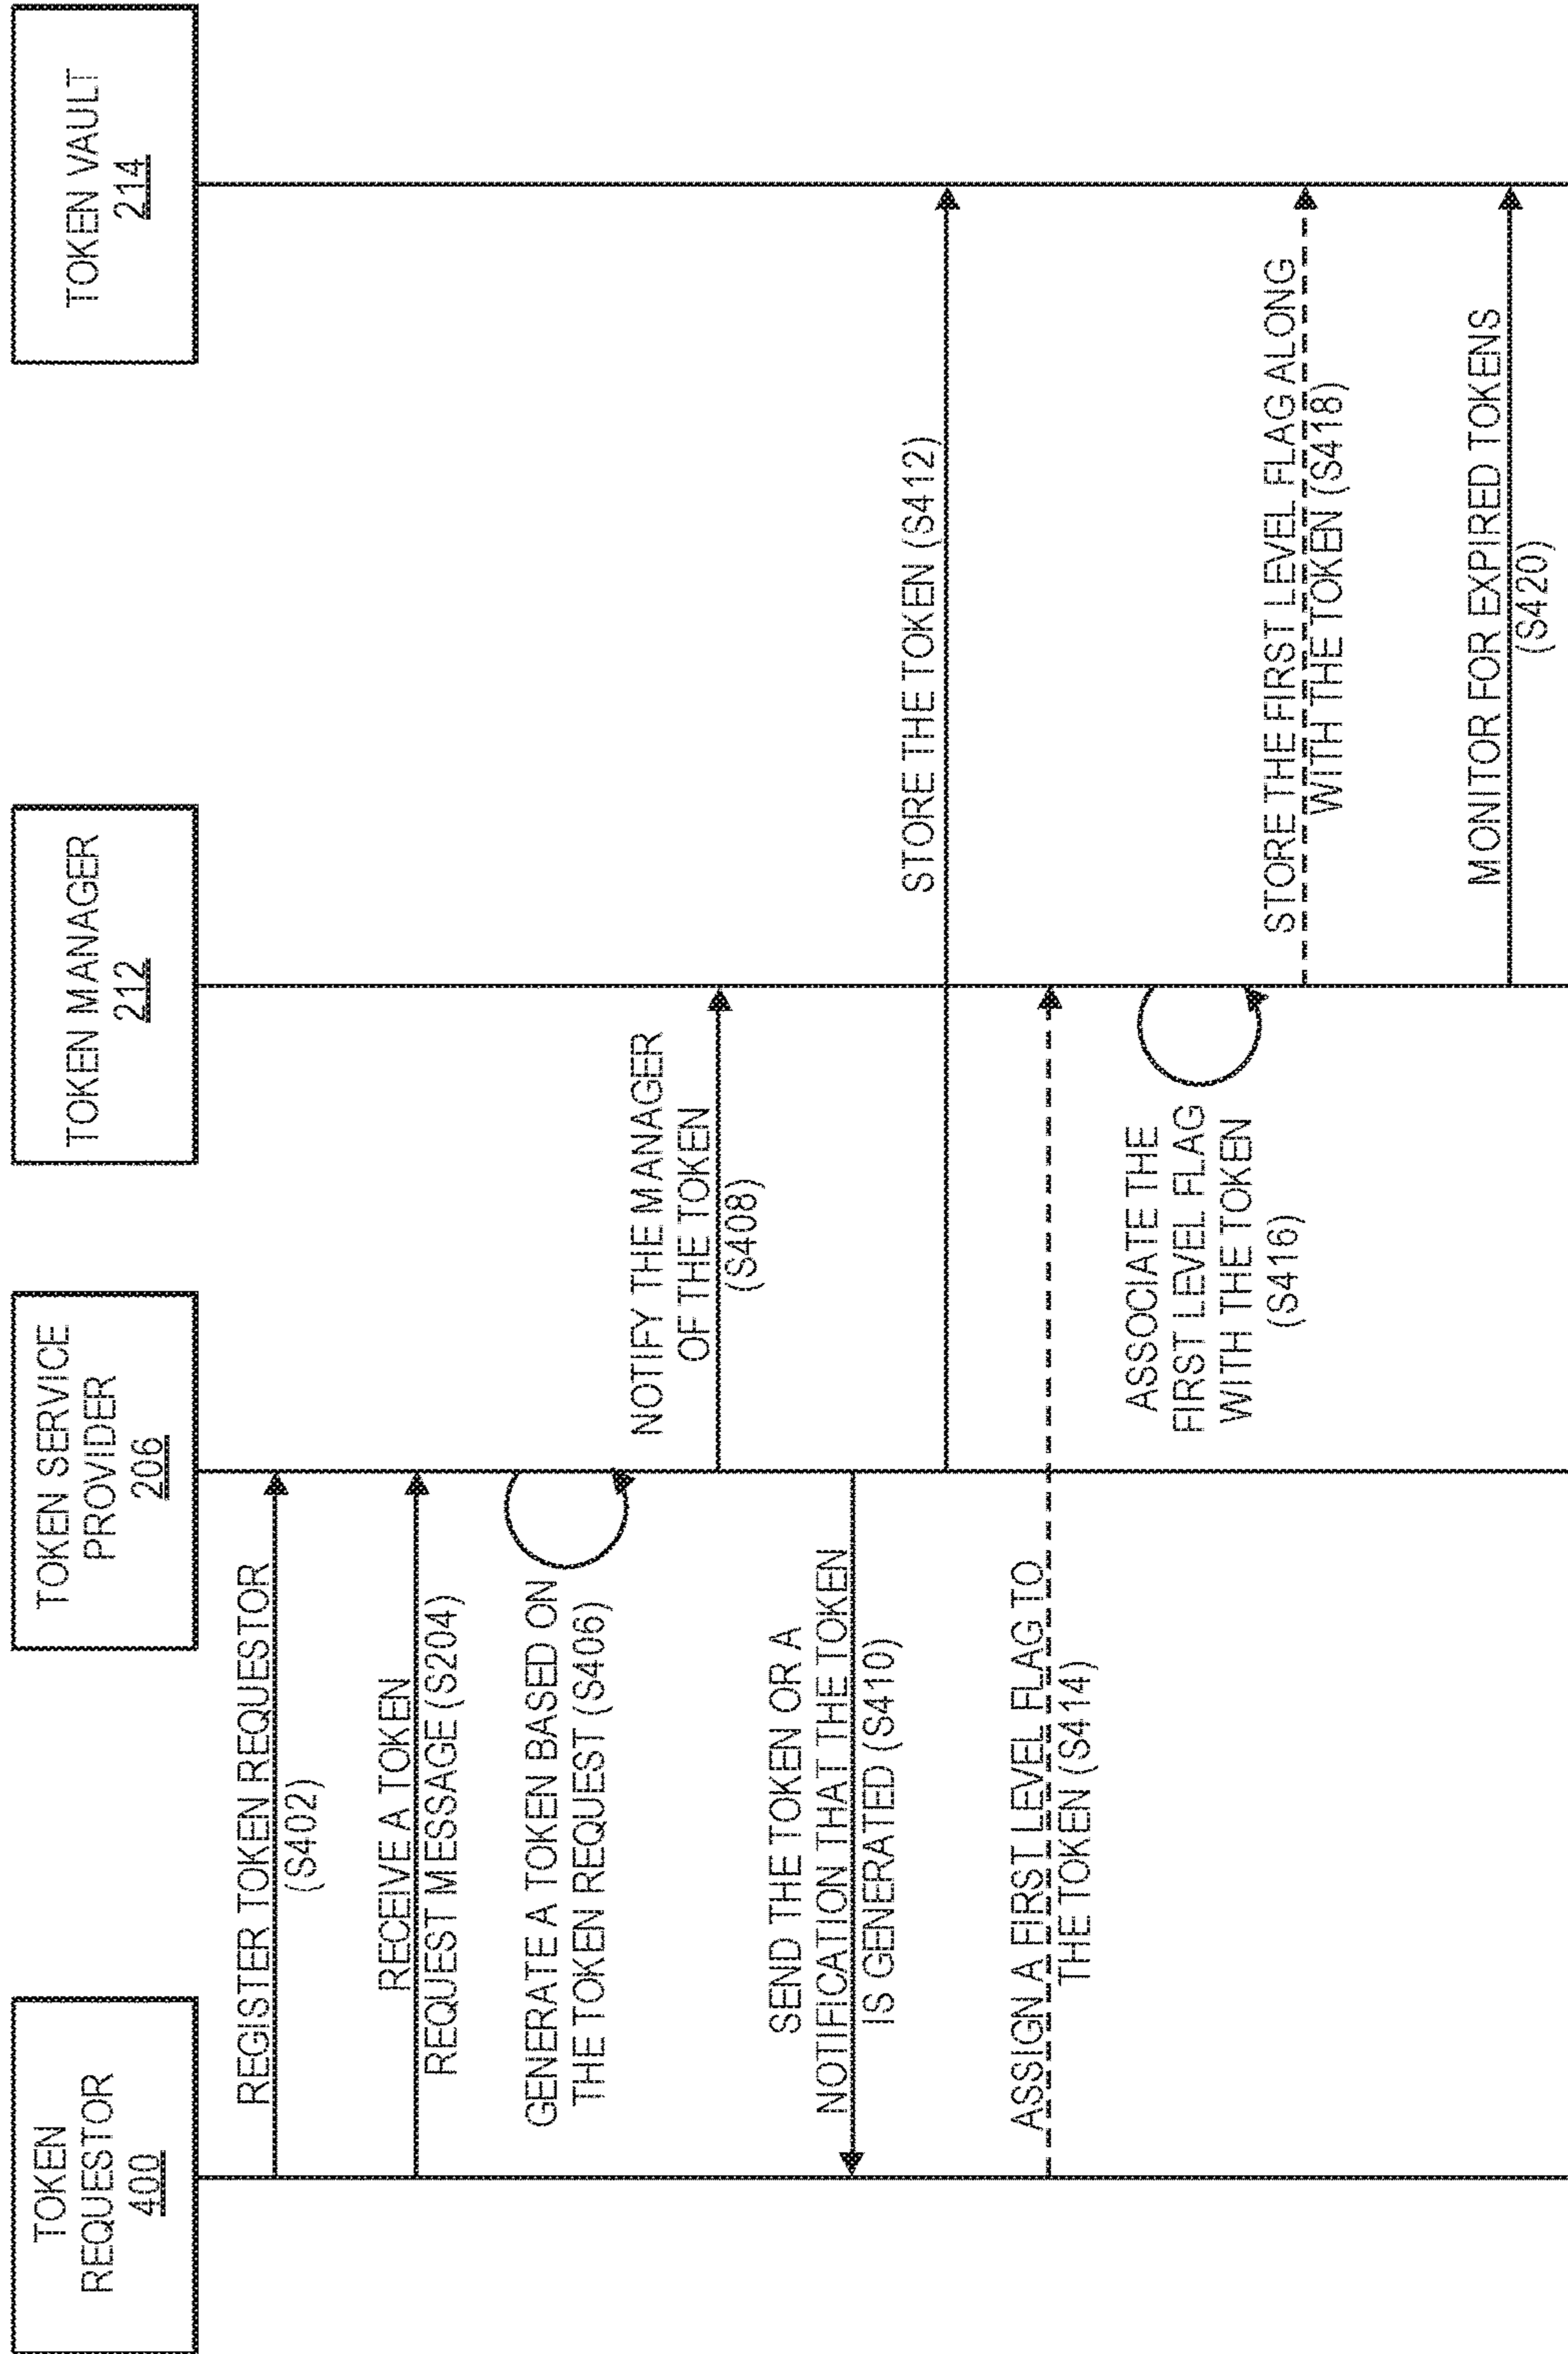 TOKEN
REQUESTOR
400
TOKEN SERVICE
PROVIDER
206
TOKEN MANAGER
212
TOKEN VAULT
214
REGISTER TOKEN REQUESTOR
(S402)
RECEIVE A TOKEN
REQUEST MESSAGE (S204)
GENERATE A TOKEN BASED ON
THE TOKEN REQUEST (S406)
NOTIFY THE MANAGER
OF THE TOKEN
(S408)
SEND THE TOKEN OR A
NOTIFICATION THAT THE TOKEN
IS GENERATED (S410)
STORE THE TOKEN (S412)
ASSIGN A FIRST LEVEL FLAG TO
THE TOKEN (S414)
ASSOCIATE THE
FIRST LEVEL FLAG
WITH THE TOKEN
(S416)
STORE THE FIRST LEVEL FLAG ALONG
WITH THE TOKEN (S418)
MONITOR FOR EXPIRED TOKENS
(S420)